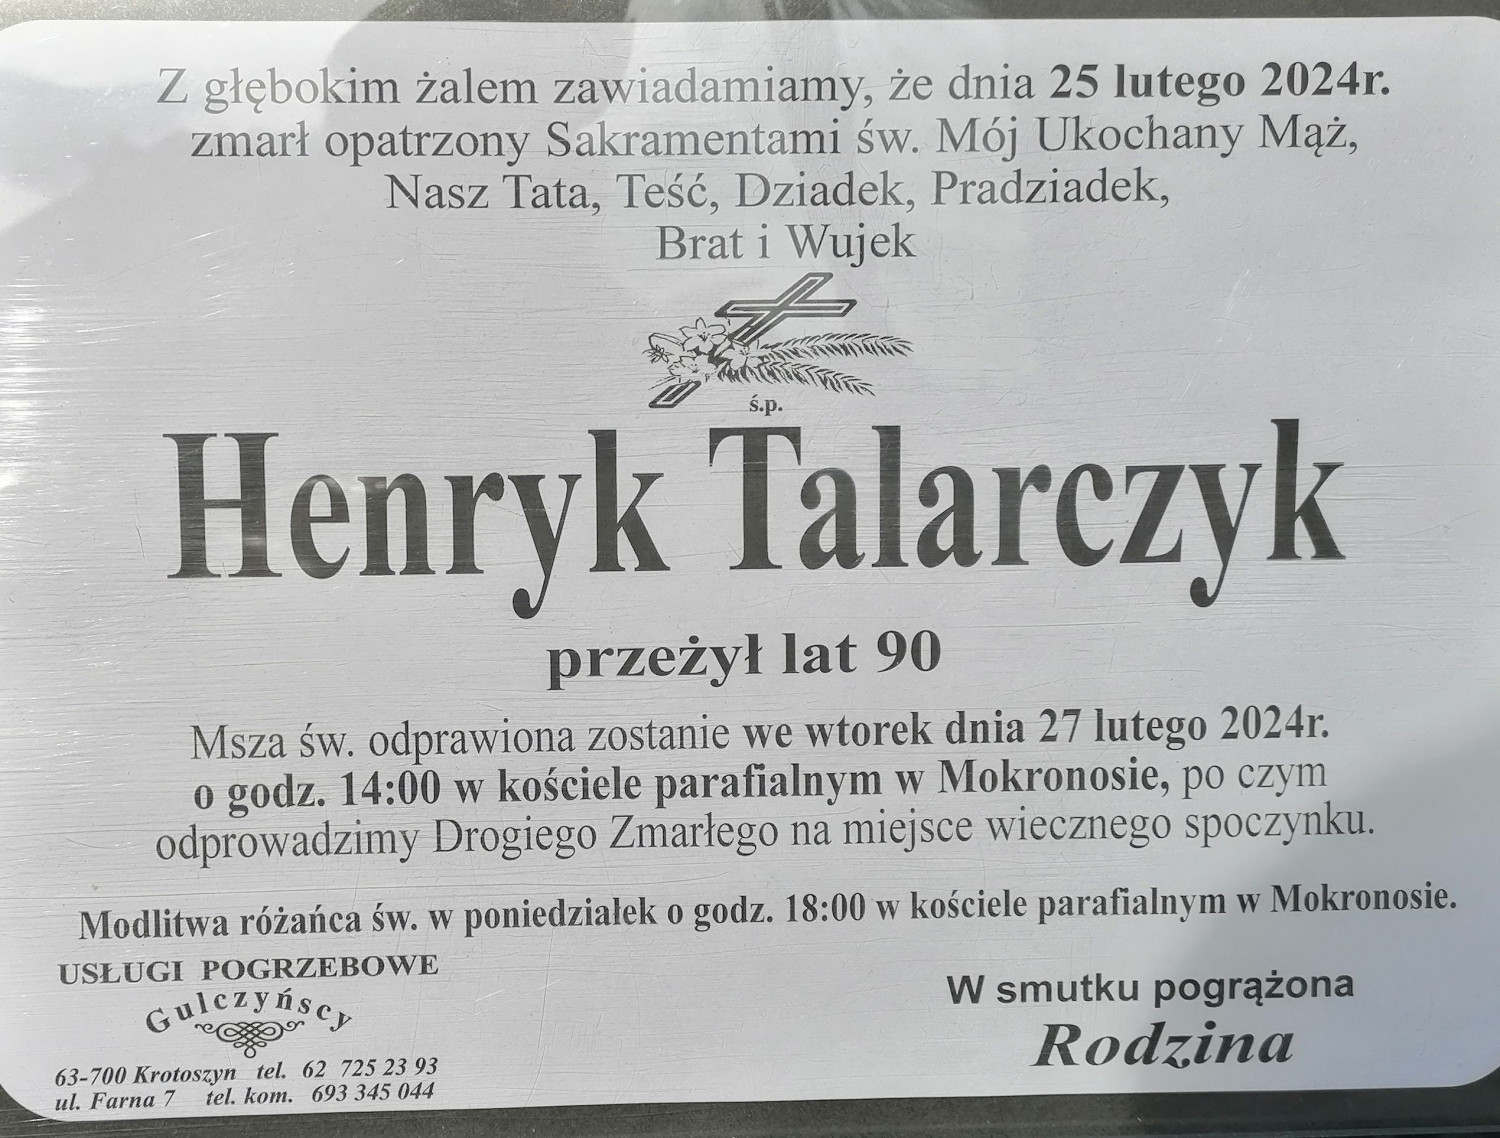 Z głębokim żalem zawiadamiamy, że dnia 25 lutego 2024r.
zmarł opatrzony Sakramentami św. Mój Ukochany Mąż,
Nasz Tata, Teść, Dziadek, Pradziadek,
Brat i Wujek
ś.p.
Henryk Talarczyk
przeżył lat 90
Msza św. odprawiona zostanie we wtorek dnia 27 lutego 2024r.
o godz. 14:00 w kościele parafialnym w Mokronosie, po czym
odprowadzimy Drogiego Zmarłego na miejsce wiecznego spoczynku.
Modlitwa różańca św. w poniedziałek o godz. 18:00 w kościele parafialnym w Mokronosie.
USŁUGI POGRZEBOWE
Gulczyńscy
63-700 Krotoszyn tel. 62 725 23 93
ul. Farna 7 tel. kom. 693 345 044
W smutku pogrążona
Rodzina